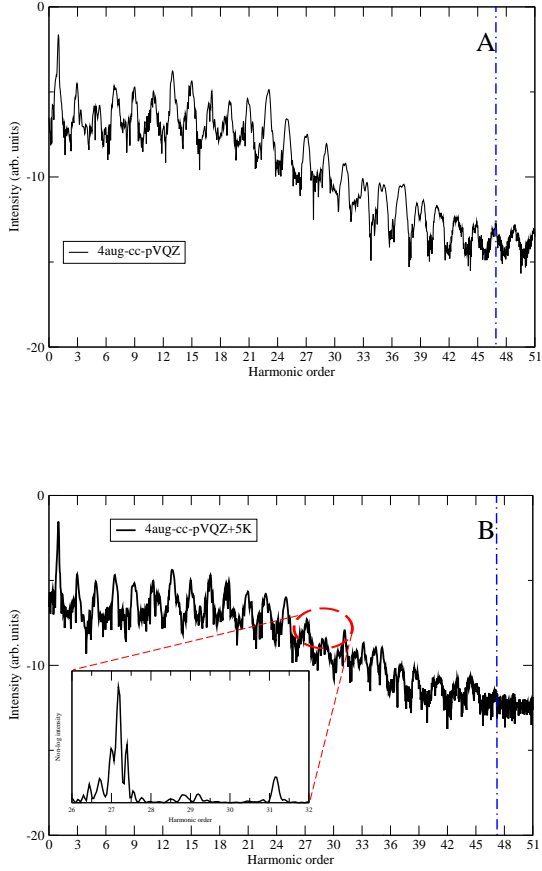 0
A
-10
Intensity (arb. units)
4aug-cc-pVQZ
-20
0 3 6 9 12 15 18 21 24 27 30 33 36 39 42 45 48 51
Harmonic order
0
4aug-cc-pVQZ+5K
B
-10
Intensity (arb. units)
Non-log intensity
26 27 28 29 30 31 32
Harmonic order
-20
0 3 6 9 12 15 18 21 24 27 30 33 36 39 42 45 48 51
Harmonic order